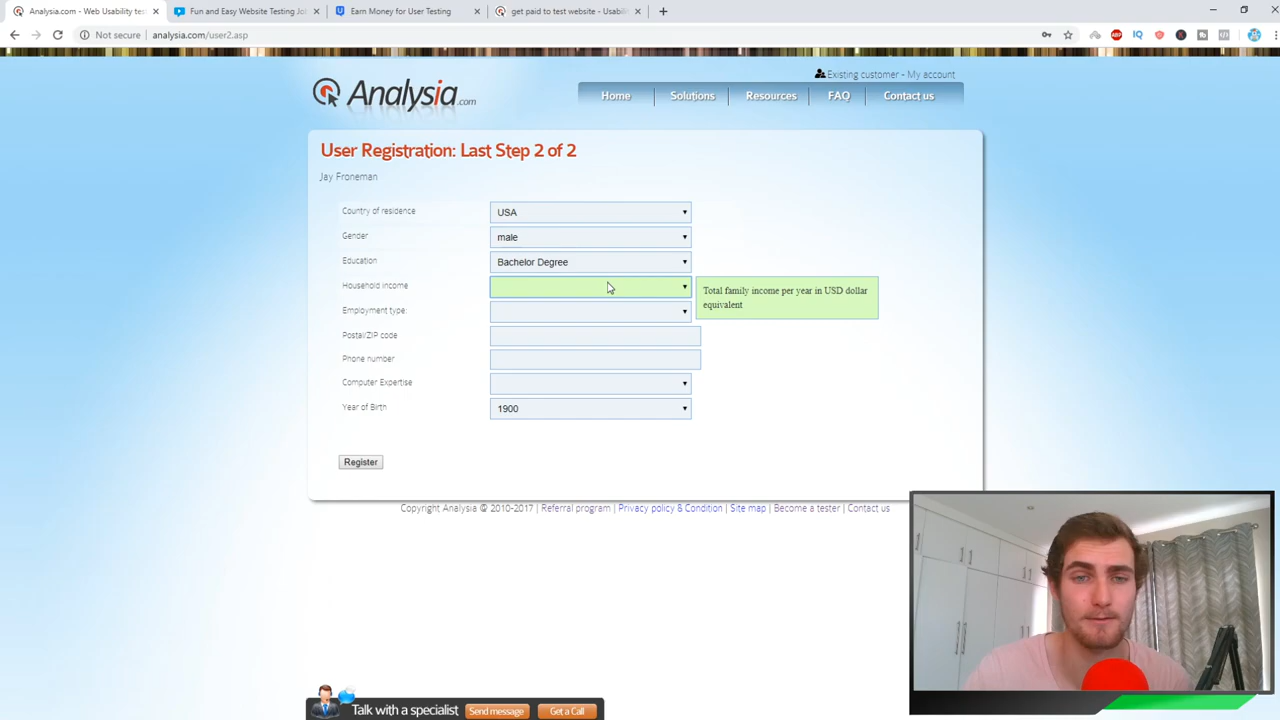 Analysia.com - Web Usability tes
Fun and Easy Website Testing Jo
Earn Money for User Testing
get paid to test website - Usabili
Not secure | analysia.com/user2.asp
ABP
IQ
Existing customer - My account
Analysia.com
Home
Solutions
Resources
FAQ
Contact us
User Registration: Last Step 2 of 2
Jay Froneman
Country of residence
USA
Gender
male
Education
Bachelor Degree
Household income
Total family income per year in USD dollar
equivalent
Employment type:
Postal/ZIP code
Phone number
Computer Expertise
Year of Birth
1900
Register
Copyright Analysia © 2010-2017 | Referral program | Privacy policy & Condition | Site map | Become a tester | Contact us
Talk with a specialist
Send message
Get a Call